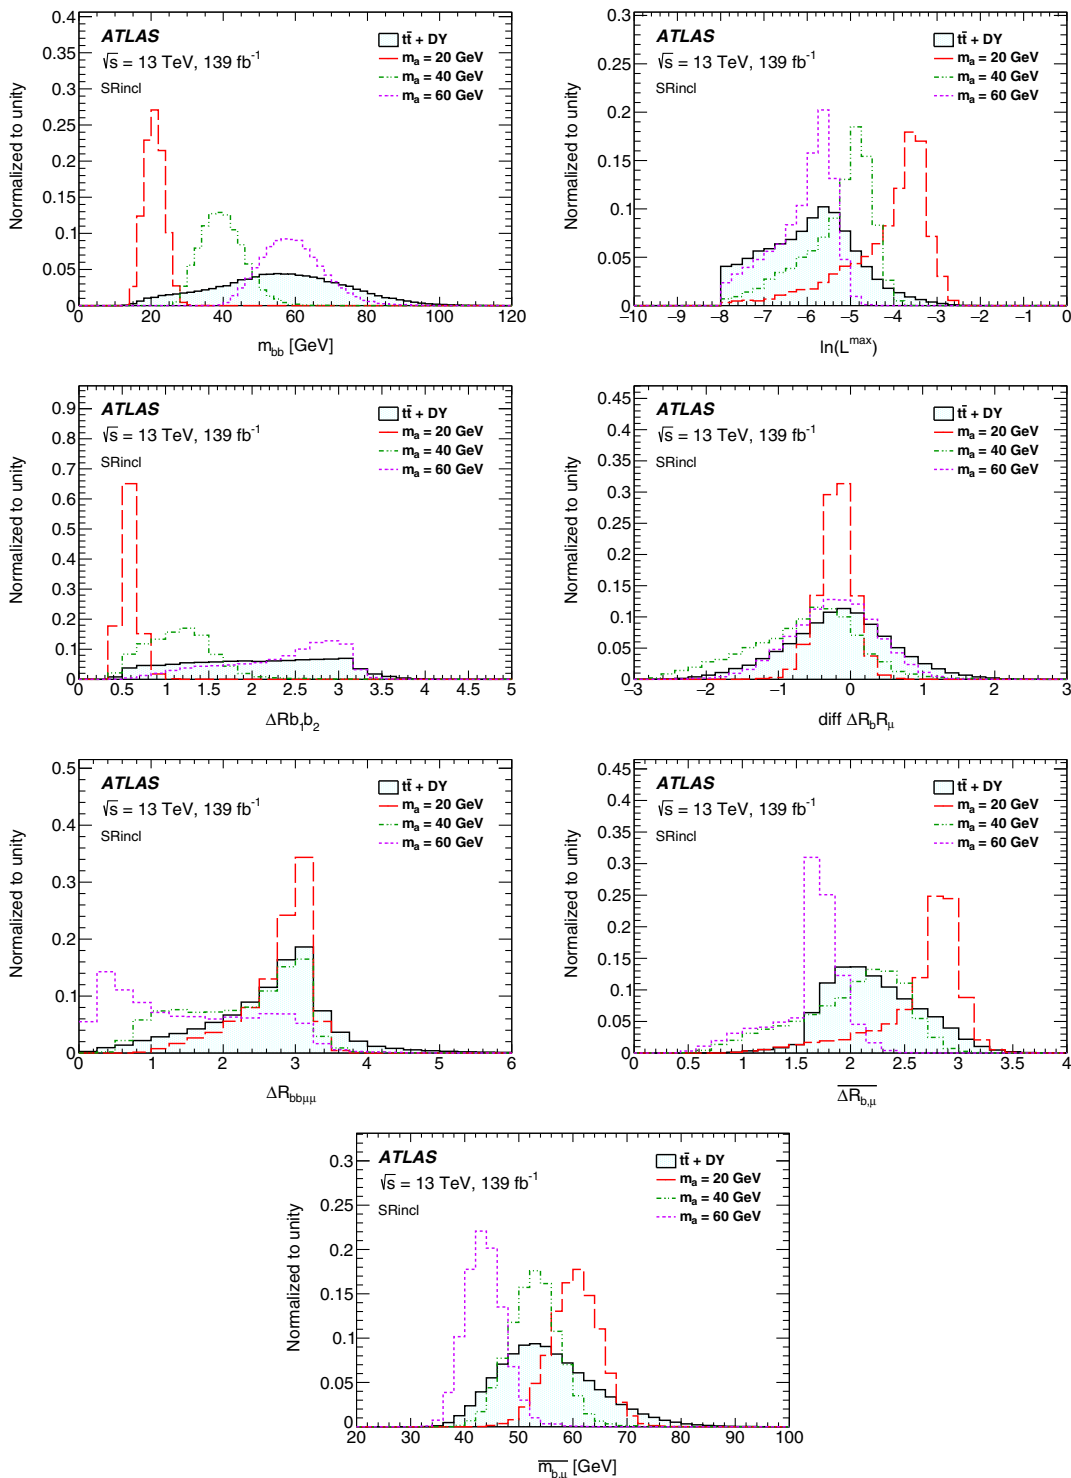 ATLAS
√s = 13 TeV, 139 fb⁻¹
SRincl
tt̄ + DY
mₐ = 20 GeV
mₐ = 40 GeV
mₐ = 60 GeV
Normalized to unity
0.4
0.35
0.3
0.25
0.2
0.15
0.1
0.05
0
0 20 40 60 80 100 120
m_bb [GeV]
ATLAS
√s = 13 TeV, 139 fb⁻¹
SRincl
tt̄ + DY
mₐ = 20 GeV
mₐ = 40 GeV
mₐ = 60 GeV
Normalized to unity
0.3
0.25
0.2
0.15
0.1
0.05
0
−10 −9 −8 −7 −6 −5 −4 −3 −2 −1 0
ln(L^max)
ATLAS
√s = 13 TeV, 139 fb⁻¹
SRincl
tt̄ + DY
mₐ = 20 GeV
mₐ = 40 GeV
mₐ = 60 GeV
Normalized to unity
0.9
0.8
0.7
0.6
0.5
0.4
0.3
0.2
0.1
0
0 0.5 1 1.5 2 2.5 3 3.5 4 4.5 5
ΔRb₁b₂
ATLAS
√s = 13 TeV, 139 fb⁻¹
SRincl
tt̄ + DY
mₐ = 20 GeV
mₐ = 40 GeV
mₐ = 60 GeV
Normalized to unity
0.45
0.4
0.35
0.3
0.25
0.2
0.15
0.1
0.05
0
−3 −2 −1 0 1 2 3
diff ΔR_bR_μ
ATLAS
√s = 13 TeV, 139 fb⁻¹
SRincl
tt̄ + DY
mₐ = 20 GeV
mₐ = 40 GeV
mₐ = 60 GeV
Normalized to unity
0.5
0.4
0.3
0.2
0.1
0
0 1 2 3 4 5 6
ΔR_bbμμ
ATLAS
√s = 13 TeV, 139 fb⁻¹
SRincl
tt̄ + DY
mₐ = 20 GeV
mₐ = 40 GeV
mₐ = 60 GeV
Normalized to unity
0.45
0.4
0.35
0.3
0.25
0.2
0.15
0.1
0.05
0
0 0.5 1 1.5 2 2.5 3 3.5 4
ΔR_b,μ
ATLAS
√s = 13 TeV, 139 fb⁻¹
SRincl
tt̄ + DY
mₐ = 20 GeV
mₐ = 40 GeV
mₐ = 60 GeV
Normalized to unity
0.3
0.25
0.2
0.15
0.1
0.05
0
20 30 40 50 60 70 80 90 100
m_b,μ [GeV]